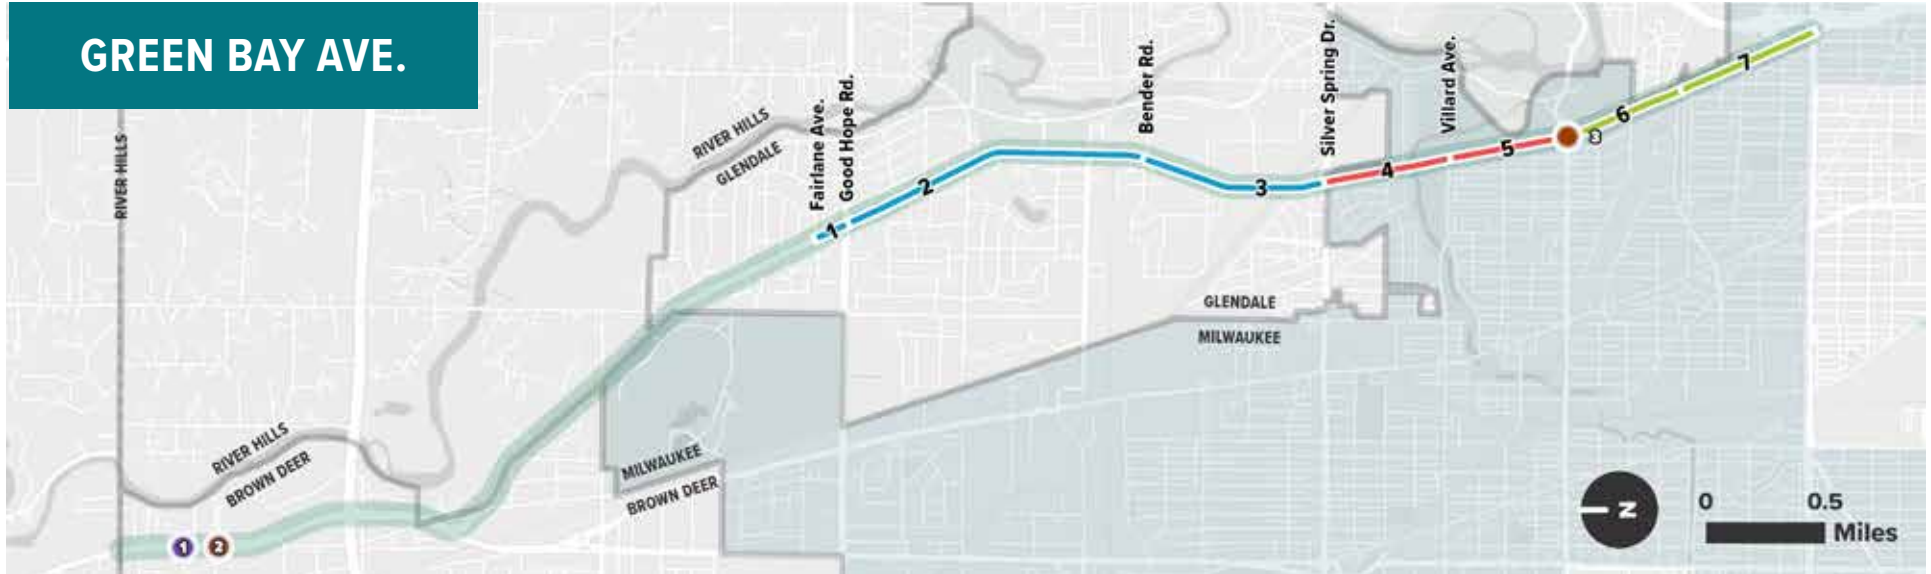 GREEN BAY AVE.
RIVER HILLS
RIVER HILLS
GLENDALE
Fairlane Ave.
Good Hope Rd.
Bender Rd.
Silver Spring Dr.
Villard Ave.
1
2
3
4
5
3
6
7
GLENDALE
MILWAUKEE
RIVER HILLS
BROWN DEER
MILWAUKEE
BROWN DEER
1
2
N
0 0.5
Miles